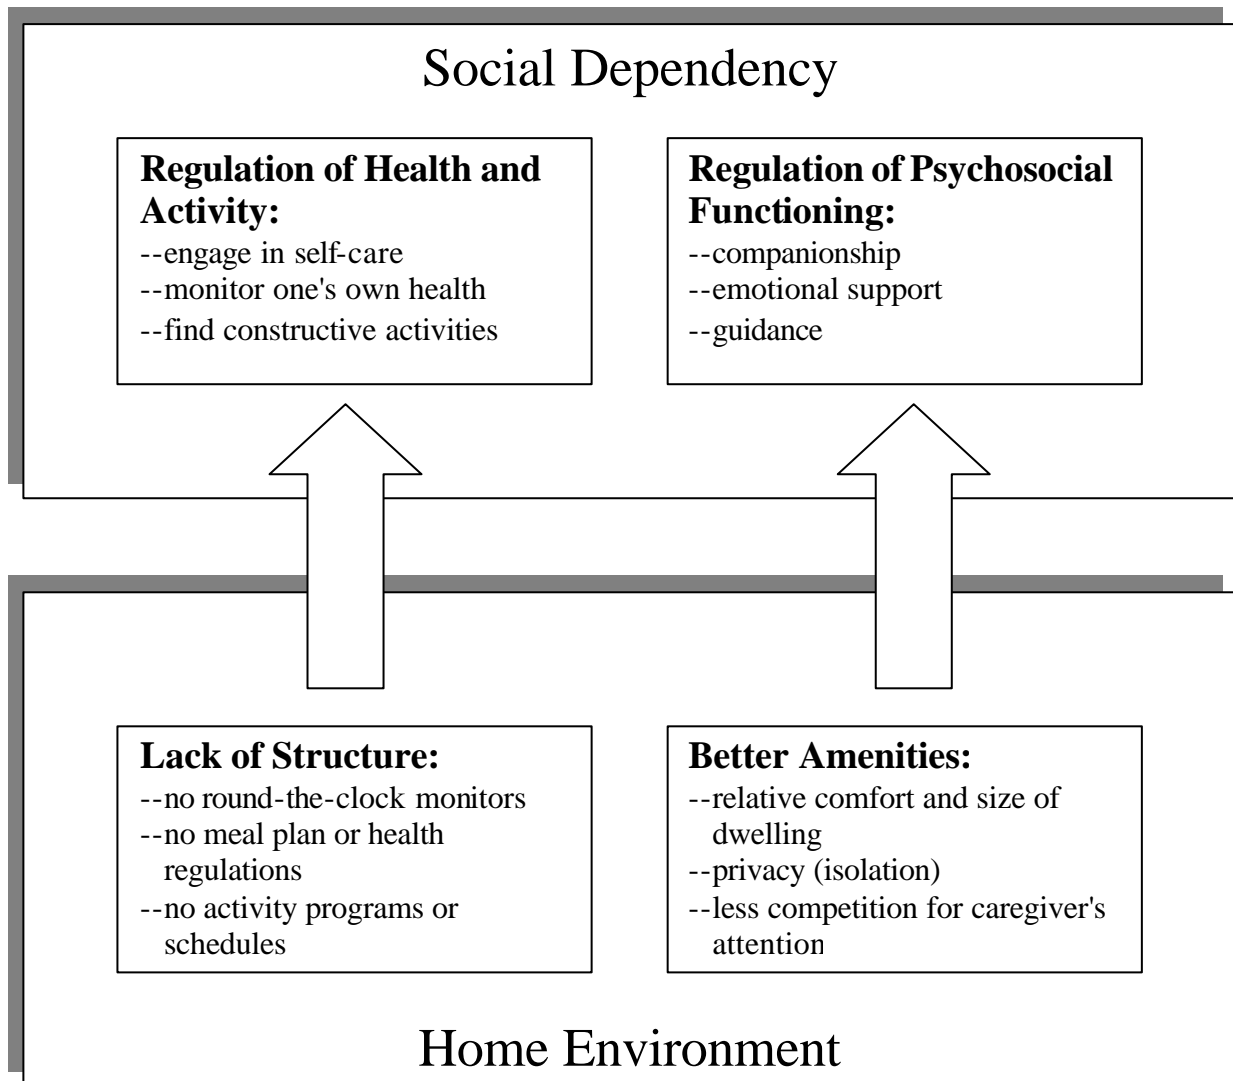 Social Dependency
Regulation of Health and
Activity:
--engage in self-care
--monitor one's own health
--find constructive activities
Regulation of Psychosocial
Functioning:
--companionship
--emotional support
--guidance
Lack of Structure:
--no round-the-clock monitors
--no meal plan or health
regulations
--no activity programs or
schedules
Better Amenities:
--relative comfort and size of
dwelling
--privacy (isolation)
--less competition for caregiver's
attention
Home Environment